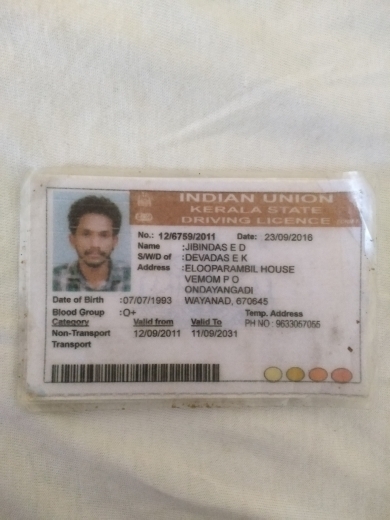 INDIAN UNION
KERALA STATE
DRIVING LICENCE
No.: 12/6759/2011 Date: 23/09/2016
Name :JIBINDAS E D
S/W/D of :DEVADAS E K
Address :ELOOPARAMBIL HOUSE
VEMOM P O
ONDAYANGADI
Date of Birth :07/07/1993 WAYANAD, 670645
Blood Group :O+ Temp. Address
Category Valid from Valid To PH NO : 9633057055
Non-Transport 12/09/2011 11/09/2031
Transport